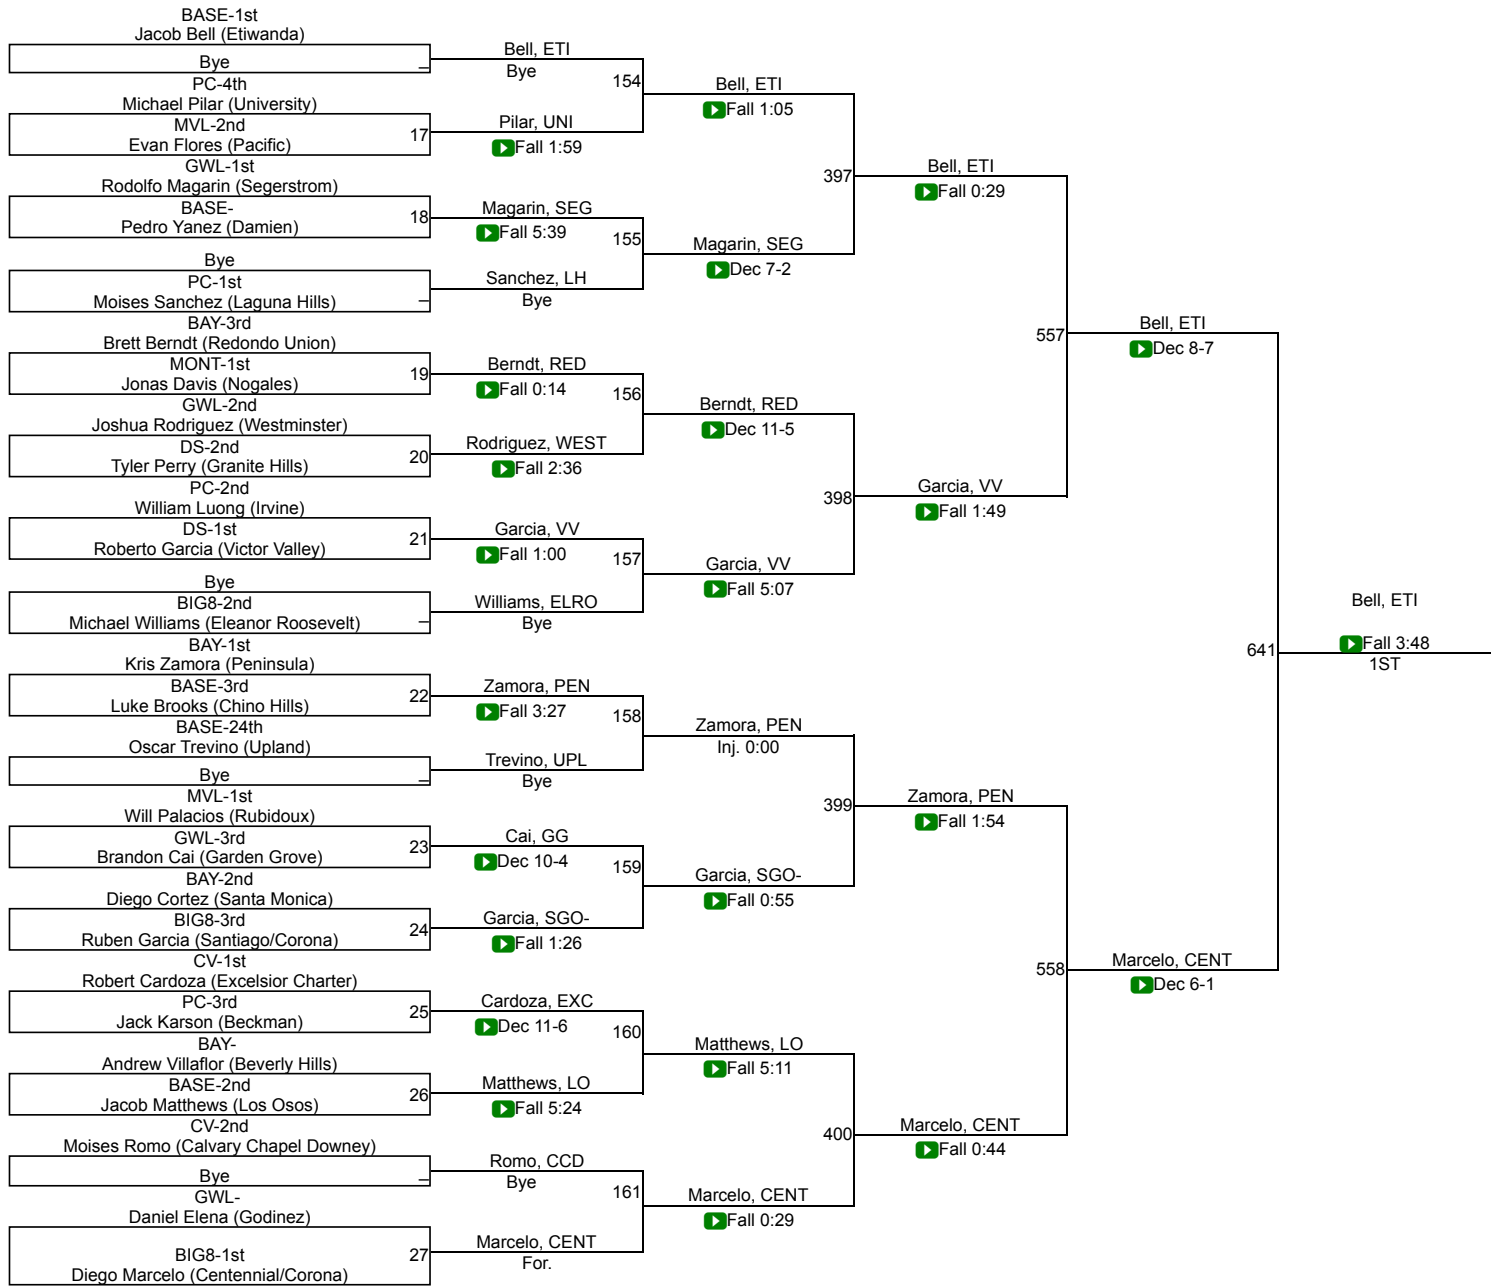 BASE-1st
Jacob Bell (Etiwanda)
Bye
_
PC-4th
Michael Pilar (University)
MVL-2nd
Evan Flores (Pacific)
17
GWL-1st
Rodolfo Magarin (Segerstrom)
BASE-
Pedro Yanez (Damien)
18
Bye
PC-1st
Moises Sanchez (Laguna Hills)
_
BAY-3rd
Brett Berndt (Redondo Union)
MONT-1st
Jonas Davis (Nogales)
19
GWL-2nd
Joshua Rodriguez (Westminster)
DS-2nd
Tyler Perry (Granite Hills)
20
PC-2nd
William Luong (Irvine)
DS-1st
Roberto Garcia (Victor Valley)
21
Bye
BIG8-2nd
Michael Williams (Eleanor Roosevelt)
_
BAY-1st
Kris Zamora (Peninsula)
BASE-3rd
Luke Brooks (Chino Hills)
22
BASE-24th
Oscar Trevino (Upland)
Bye
_
MVL-1st
Will Palacios (Rubidoux)
GWL-3rd
Brandon Cai (Garden Grove)
23
BAY-2nd
Diego Cortez (Santa Monica)
BIG8-3rd
Ruben Garcia (Santiago/Corona)
24
CV-1st
Robert Cardoza (Excelsior Charter)
PC-3rd
Jack Karson (Beckman)
25
BAY-
Andrew Villaflor (Beverly Hills)
BASE-2nd
Jacob Matthews (Los Osos)
26
CV-2nd
Moises Romo (Calvary Chapel Downey)
Bye
_
GWL-
Daniel Elena (Godinez)
BIG8-1st
Diego Marcelo (Centennial/Corona)
27
Bell, ETI
Bye
154
Pilar, UNI
Fall 1:59
Magarin, SEG
Fall 5:39
155
Sanchez, LH
Bye
Berndt, RED
Fall 0:14
156
Rodriguez, WEST
Fall 2:36
Garcia, VV
Fall 1:00
157
Williams, ELRO
Bye
Zamora, PEN
Fall 3:27
158
Trevino, UPL
Bye
Cai, GG
Dec 10-4
159
Garcia, SGO-
Fall 1:26
Cardoza, EXC
Dec 11-6
160
Matthews, LO
Fall 5:24
Romo, CCD
Bye
161
Marcelo, CENT
For.
Bell, ETI
Fall 1:05
397
Magarin, SEG
Dec 7-2
Berndt, RED
Dec 11-5
398
Garcia, VV
Fall 5:07
Zamora, PEN
Inj. 0:00
399
Garcia, SGO-
Fall 0:55
Matthews, LO
Fall 5:11
400
Marcelo, CENT
Fall 0:29
Bell, ETI
Fall 0:29
557
Garcia, VV
Fall 1:49
Zamora, PEN
Fall 1:54
558
Marcelo, CENT
Fall 0:44
Bell, ETI
Dec 8-7
641
Marcelo, CENT
Dec 6-1
Bell, ETI
Fall 3:48
1ST